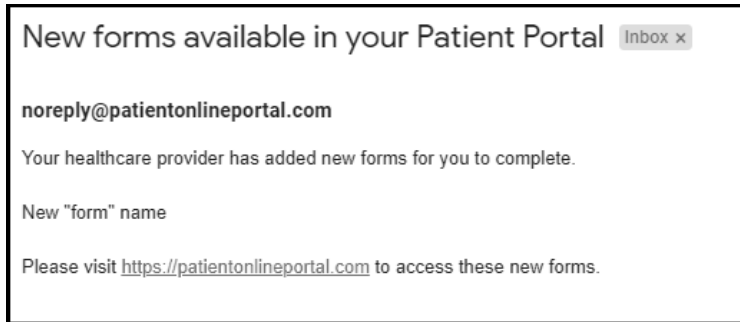 New forms available in your Patient Portal Inbox x
noreply@patientonlineportal.com
Your healthcare provider has added new forms for you to complete.
New "form" name
Please visit https://patientonlineportal.com to access these new forms.